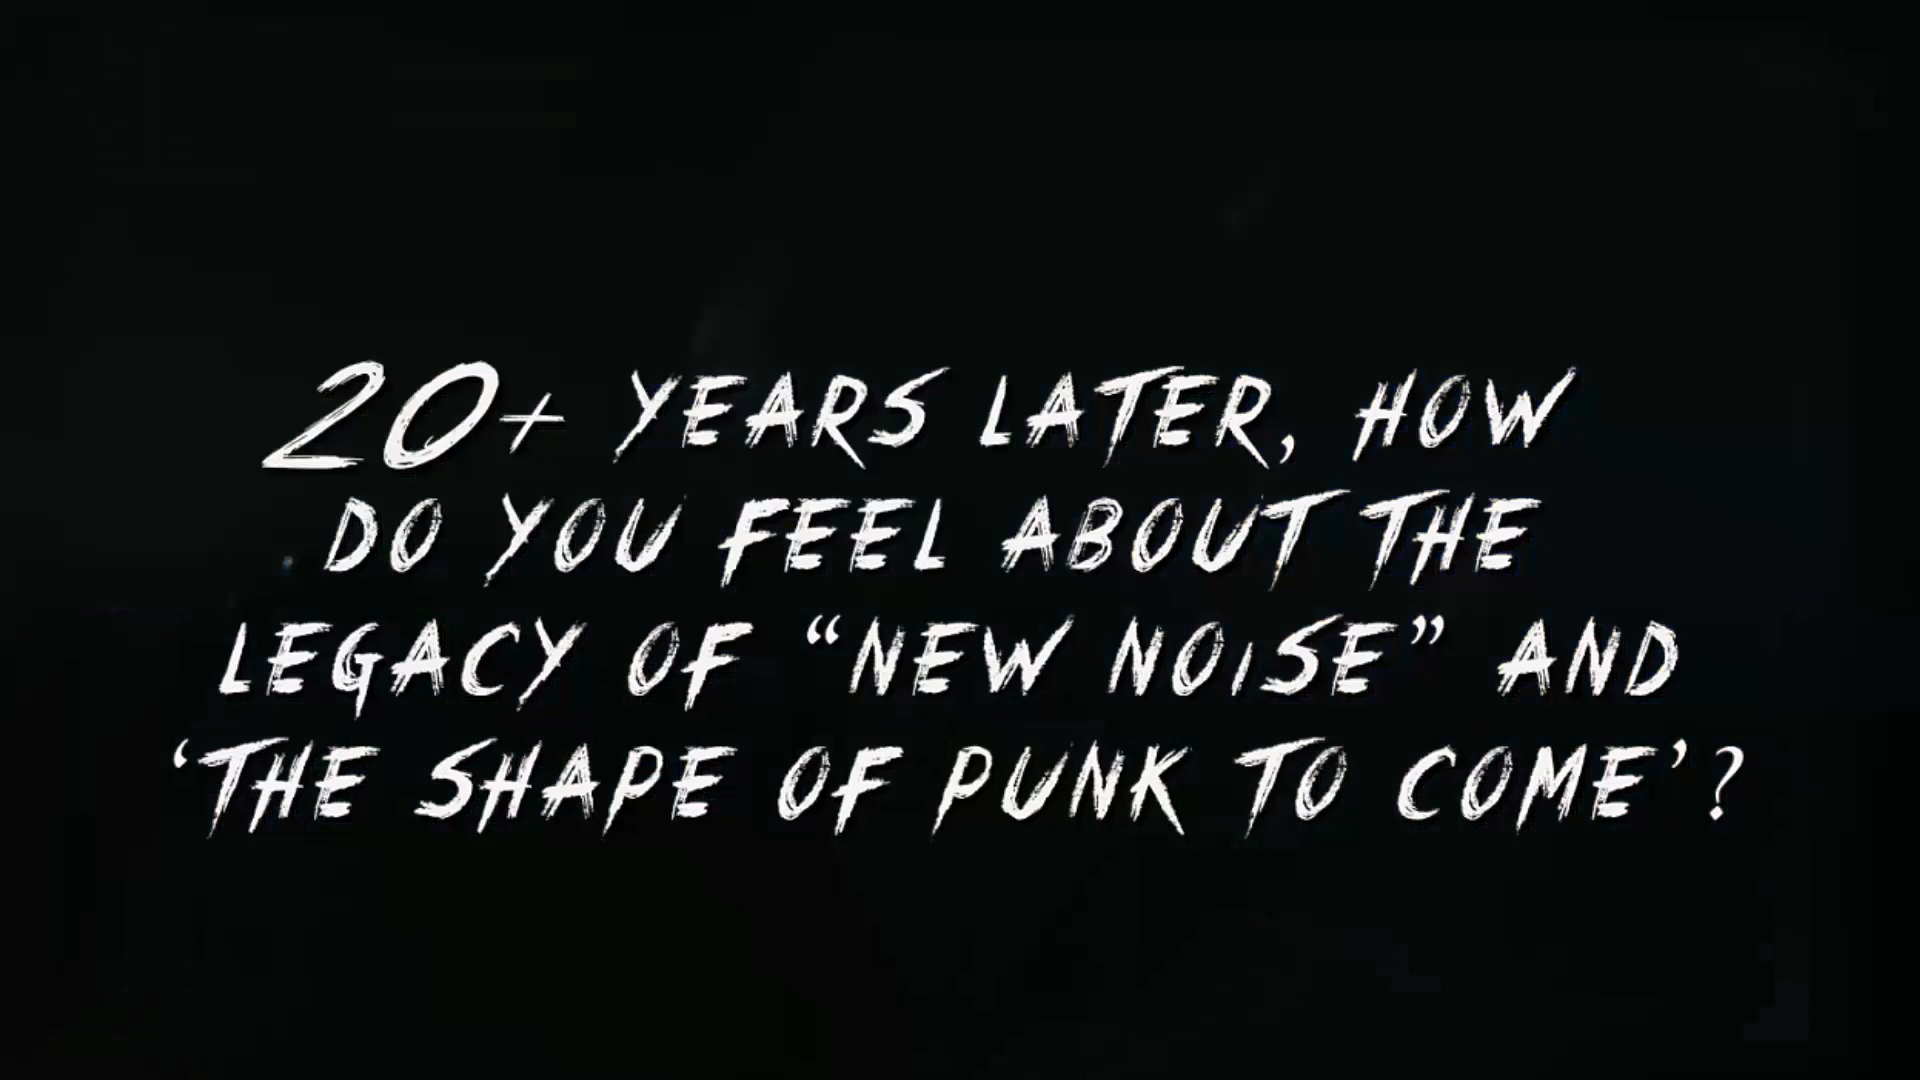 20+ YEARS LATER, HOW
DO YOU FEEL ABOUT THE
LEGACY OF “NEW NOISE” AND
‘THE SHAPE OF PUNK TO COME’?